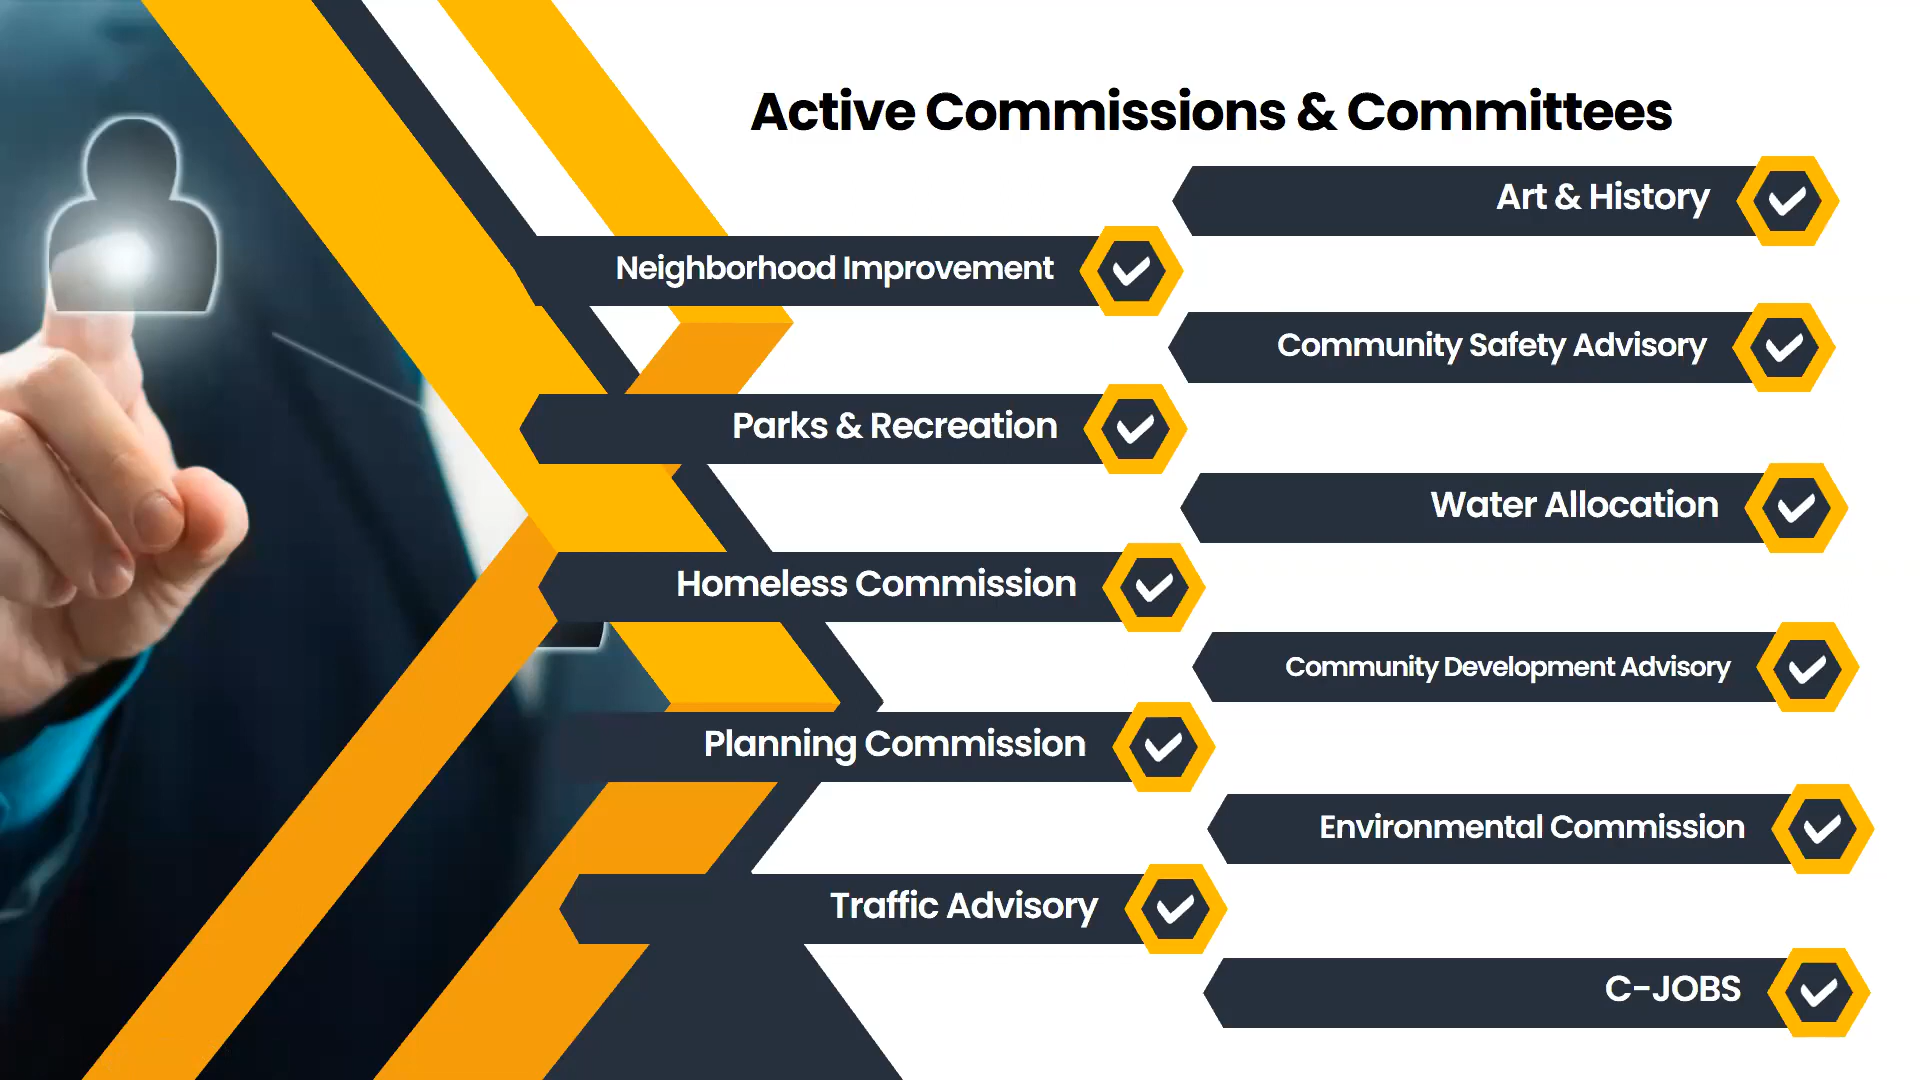 Active Commissions & Committees
Art & History
Neighborhood Improvement
Community Safety Advisory
Parks & Recreation
Water Allocation
Homeless Commission
Community Development Advisory
Planning Commission
Environmental Commission
Traffic Advisory
C-JOBS